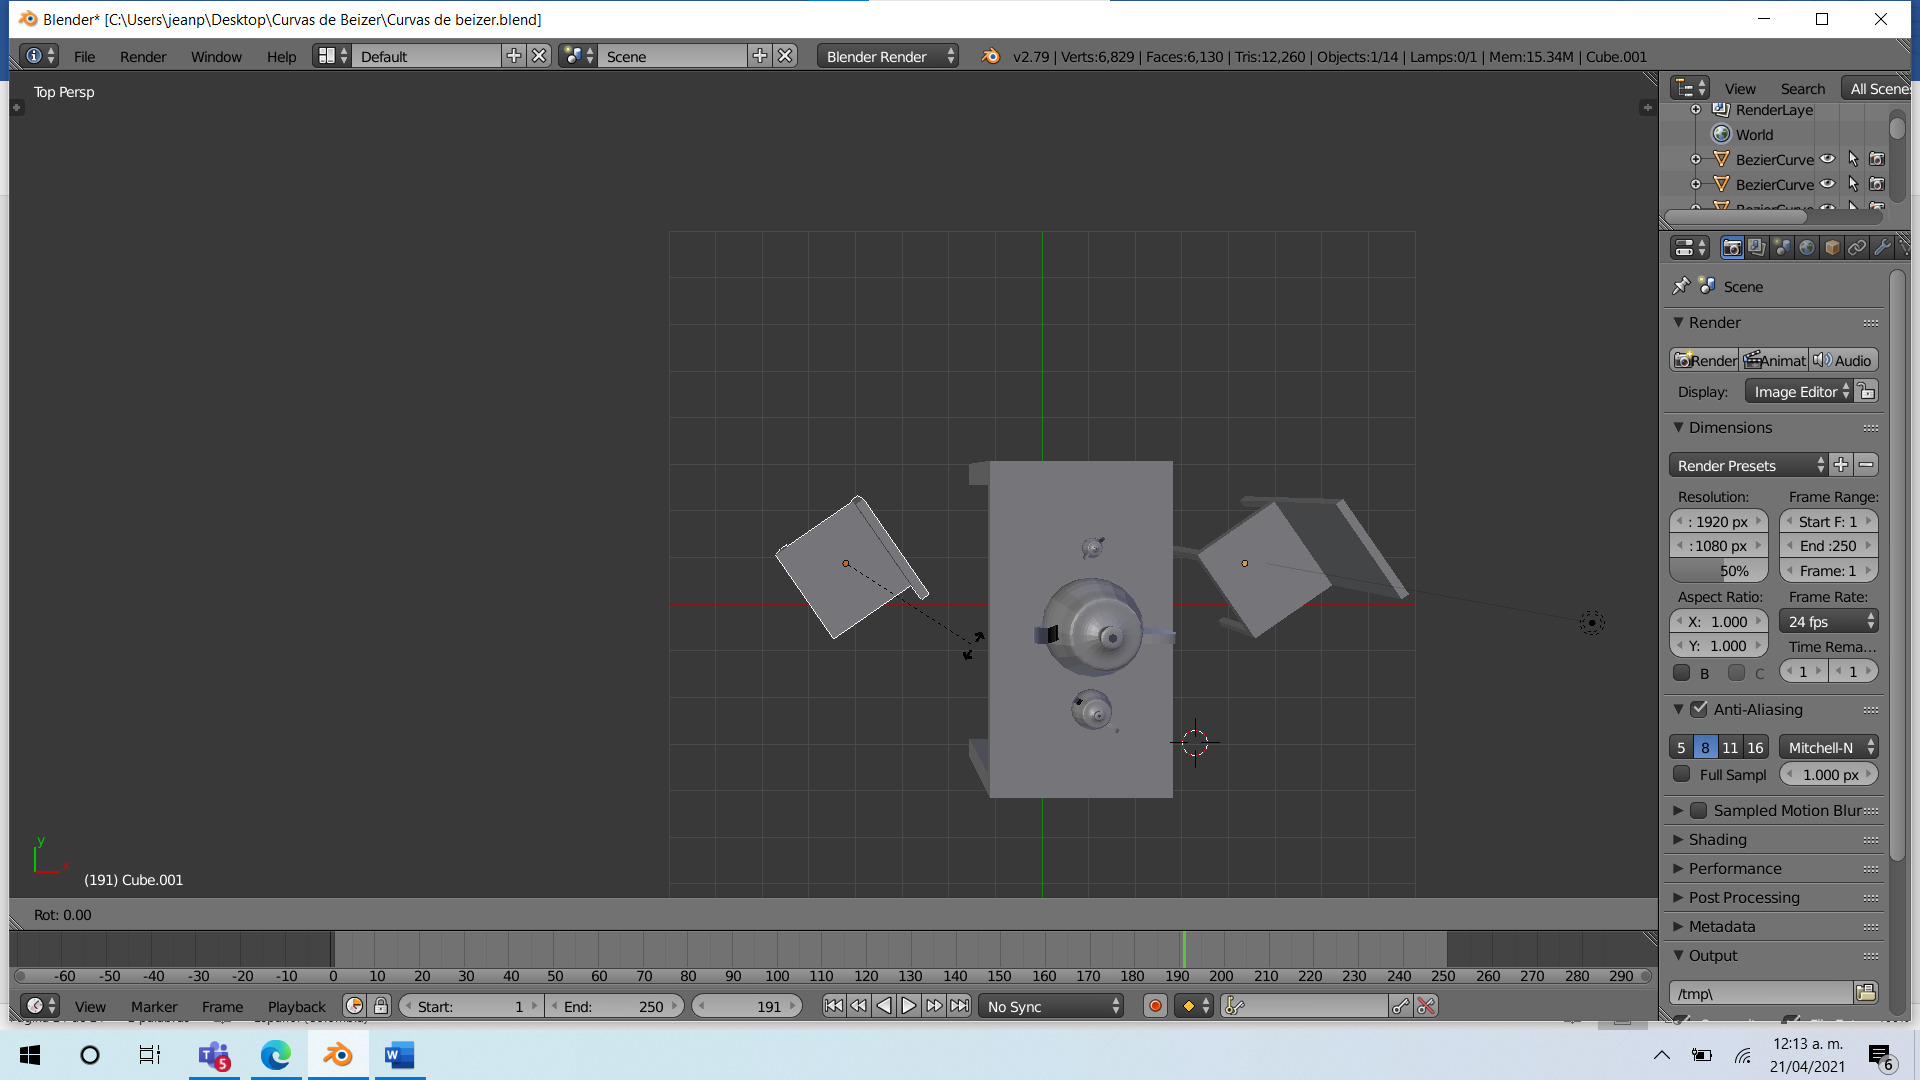 Blender* [C:\Users\jeanp\Desktop\Curvas de Beizer\Curvas de beizer.blend]
File Render Window Help Default Scene Blender Render v2.79 | Verts:6,829 | Faces:6,130 | Tris:12,260 | Objects:1/14 | Lamps:0/1 | Mem:15.34M | Cube.001
Top Persp
View Search All Scenes
RenderLaye
World
BezierCurve
BezierCurve
BezierCurve
Scene
Render
Render Animat Audio
Display: Image Editor
Dimensions
Render Presets
Resolution: Frame Range:
: 1920 px Start F: 1
: 1080 px End :250
50% Frame: 1
Aspect Ratio: Frame Rate:
X: 1.000 24 fps
Y: 1.000 Time Rema...
B C 1 1
Anti-Aliasing
5 8 11 16 Mitchell-N
Full Sampl 1.000 px
Sampled Motion Blur
Shading
Performance
Post Processing
Metadata
Output
/tmp\
y
x
(191) Cube.001
Rot: 0.00
-60 -50 -40 -30 -20 -10 0 10 20 30 40 50 60 70 80 90 100 110 120 130 140 150 160 170 180 190 200 210 220 230 240 250 260 270 280 290
View Marker Frame Playback Start: 1 End: 250 191 No Sync
5
12:13 a. m.
21/04/2021
6